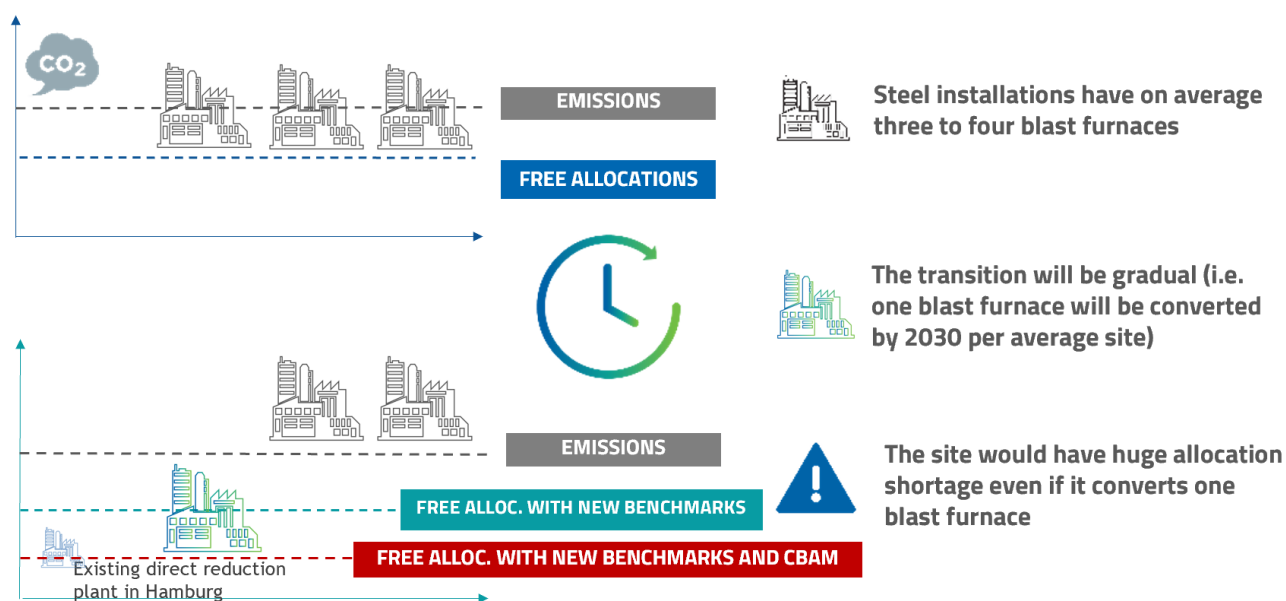 CO2
EMISSIONS
Steel installations have on average
three to four blast furnaces
FREE ALLOCATIONS
The transition will be gradual (i.e.
one blast furnace will be converted
by 2030 per average site)
EMISSIONS
The site would have huge allocation
shortage even if it converts one
blast furnace
FREE ALLOC. WITH NEW BENCHMARKS
FREE ALLOC. WITH NEW BENCHMARKS AND CBAM
Existing direct reduction
plant in Hamburg